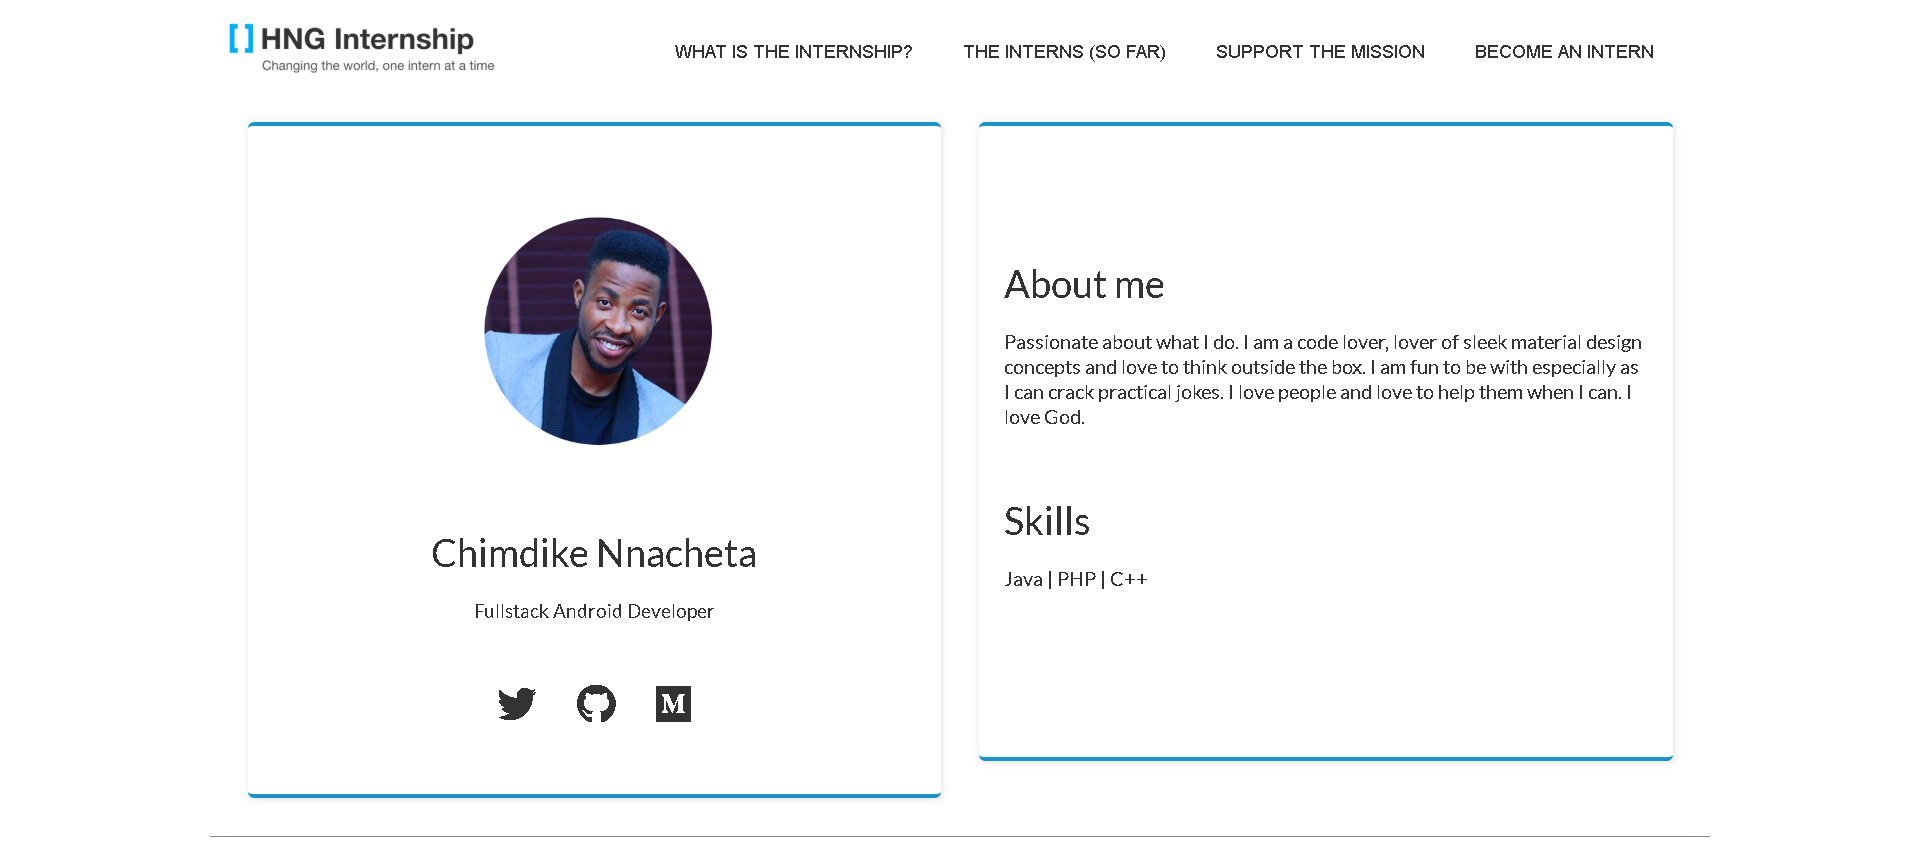 [ ] HNG Internship
Changing the world, one intern at a time
WHAT IS THE INTERNSHIP? THE INTERNS (SO FAR) SUPPORT THE MISSION BECOME AN INTERN
Chimdike Nnacheta
Fullstack Android Developer
M
About me
Passionate about what I do. I am a code lover, lover of sleek material design
concepts and love to think outside the box. I am fun to be with especially as
I can crack practical jokes. I love people and love to help them when I can. I
love God.
Skills
Java | PHP | C++